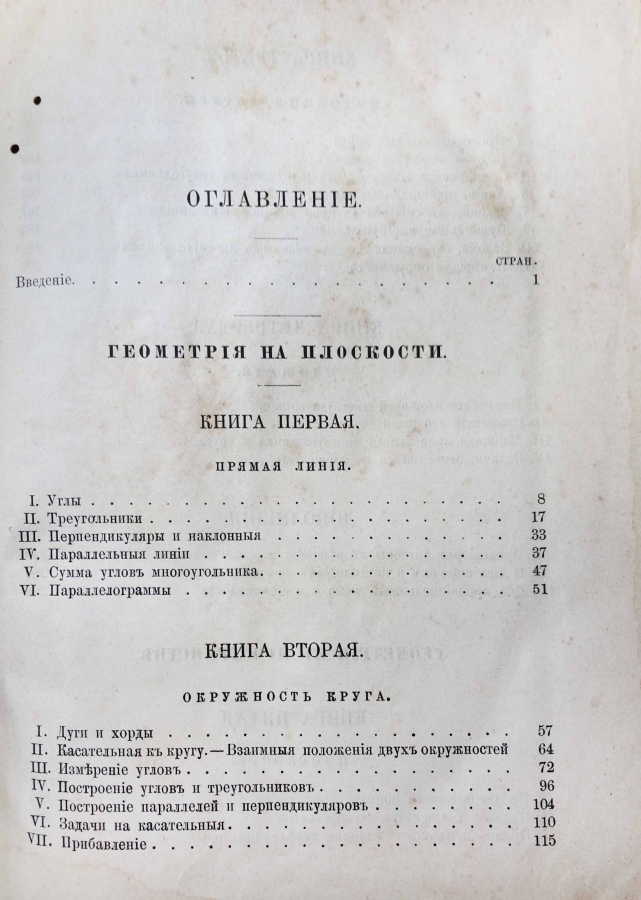 ОГЛАВЛЕНІЕ.
СТРАН.
Введеніе. . . . . . . . . . . . . . . . . . . . 1
ГЕОМЕТРІЯ НА ПЛОСКОСТИ.
КНИГА ПЕРВАЯ.
ПРЯМАЯ ЛИНІЯ.
I. Углы . . . . . . . . . . . . . . . . . . . . 8
II. Треугольники . . . . . . . . . . . . . . . . . 17
III. Перпендикуляры и наклонныя . . . . . . . . . . . 33
IV. Параллельныя линіи . . . . . . . . . . . . . . . 37
V. Сумма угловъ многоугольника. . . . . . . . . . . . 47
VI. Параллелограммы . . . . . . . . . . . . . . . . 51
КНИГА ВТОРАЯ.
ОКРУЖНОСТЬ КРУГА.
I. Дуги и хорды . . . . . . . . . . . . . . . . . 57
II. Касательная къ кругу.—Взаимныя положенія двухъ окружностей 64
III. Измѣреніе угловъ . . . . . . . . . . . . . . . . 72
IV. Построеніе угловъ и треугольниковъ . . . . . . . . . 96
V. Построеніе параллелей и перпендикуляровъ . . . . . . . 104
VI. Задачи на касательныя . . . . . . . . . . . . . . 110
VII. Прибавленіе . . . . . . . . . . . . . . . . . . 115